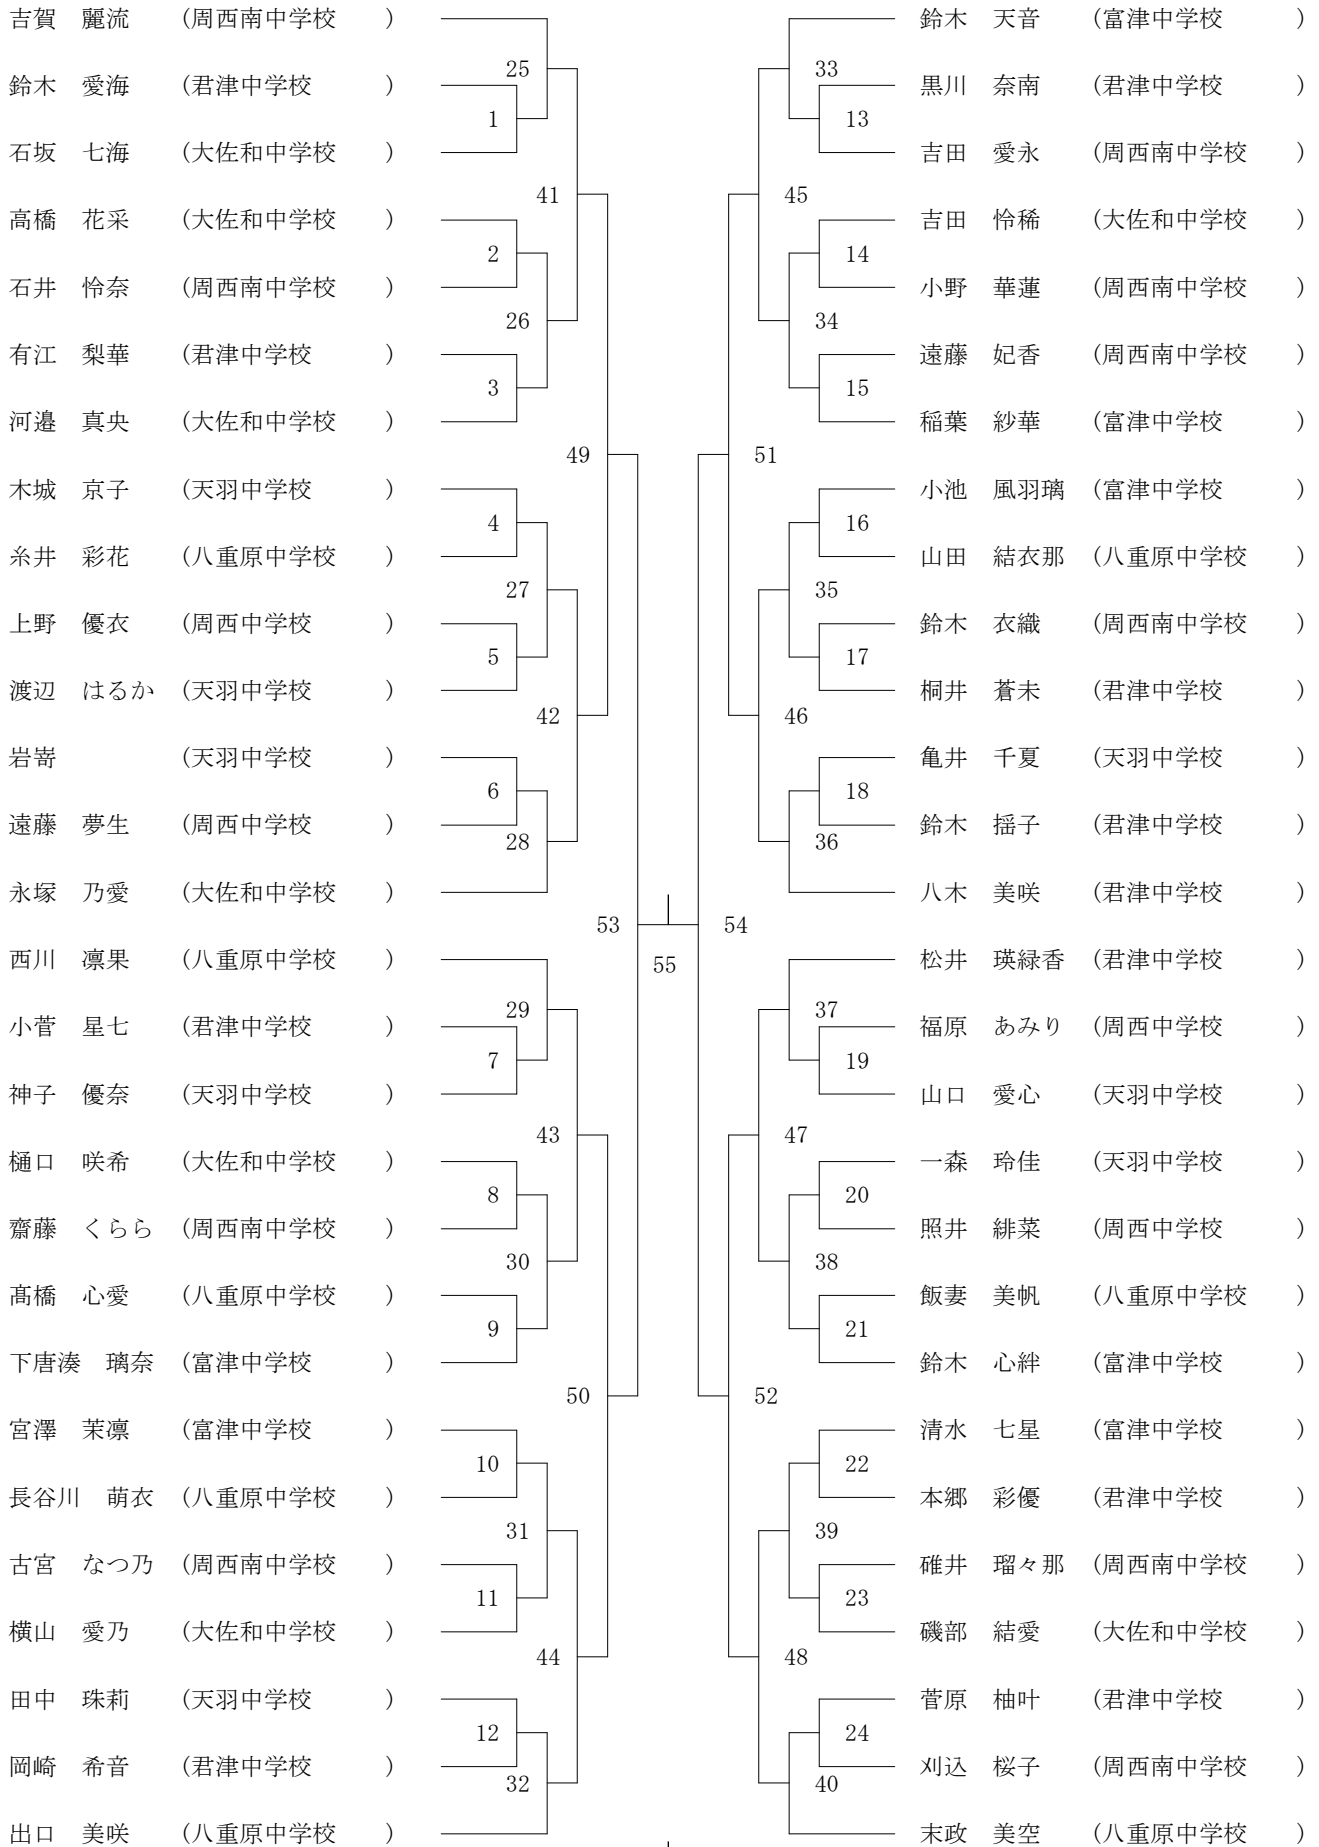 吉賀　麗流　(周西南中学校　)
鈴木　愛海　(君津中学校　)
石坂　七海　(大佐和中学校　)
高橋　花采　(大佐和中学校　)
石井　怜奈　(周西南中学校　)
有江　梨華　(君津中学校　)
河邉　真央　(大佐和中学校　)
木城　京子　(天羽中学校　)
糸井　彩花　(八重原中学校　)
上野　優衣　(周西中学校　)
渡辺　はるか　(天羽中学校　)
岩嵜　(天羽中学校　)
遠藤　夢生　(周西中学校　)
永塚　乃愛　(大佐和中学校　)
西川　凛果　(八重原中学校　)
小菅　星七　(君津中学校　)
神子　優奈　(天羽中学校　)
樋口　咲希　(大佐和中学校　)
齋藤　くらら　(周西南中学校　)
髙橋　心愛　(八重原中学校　)
下唐湊　璃奈　(富津中学校　)
宮澤　茉凛　(富津中学校　)
長谷川　萌衣　(八重原中学校　)
古宮　なつ乃　(周西南中学校　)
横山　愛乃　(大佐和中学校　)
田中　珠莉　(天羽中学校　)
岡崎　希音　(君津中学校　)
出口　美咲　(八重原中学校　)
25
1
41
2
26
3
49
4
27
5
42
6
28
53
29
7
43
8
30
9
50
10
31
11
44
12
32
55
33
13
45
14
34
15
51
16
35
17
46
18
36
54
37
19
47
20
38
21
52
22
39
23
48
24
40
鈴木　天音　(富津中学校　)
黒川　奈南　(君津中学校　)
吉田　愛永　(周西南中学校　)
吉田　怜稀　(大佐和中学校　)
小野　華蓮　(周西南中学校　)
遠藤　妃香　(周西南中学校　)
稲葉　紗華　(富津中学校　)
小池　風羽璃　(富津中学校　)
山田　結衣那　(八重原中学校　)
鈴木　衣織　(周西南中学校　)
桐井　蒼未　(君津中学校　)
亀井　千夏　(天羽中学校　)
鈴木　揺子　(君津中学校　)
八木　美咲　(君津中学校　)
松井　瑛緑香　(君津中学校　)
福原　あみり　(周西中学校　)
山口　愛心　(天羽中学校　)
一森　玲佳　(天羽中学校　)
照井　緋菜　(周西中学校　)
飯妻　美帆　(八重原中学校　)
鈴木　心絆　(富津中学校　)
清水　七星　(富津中学校　)
本郷　彩優　(君津中学校　)
碓井　瑠々那　(周西南中学校　)
磯部　結愛　(大佐和中学校　)
菅原　柚叶　(君津中学校　)
刈込　桜子　(周西南中学校　)
末政　美空　(八重原中学校　)